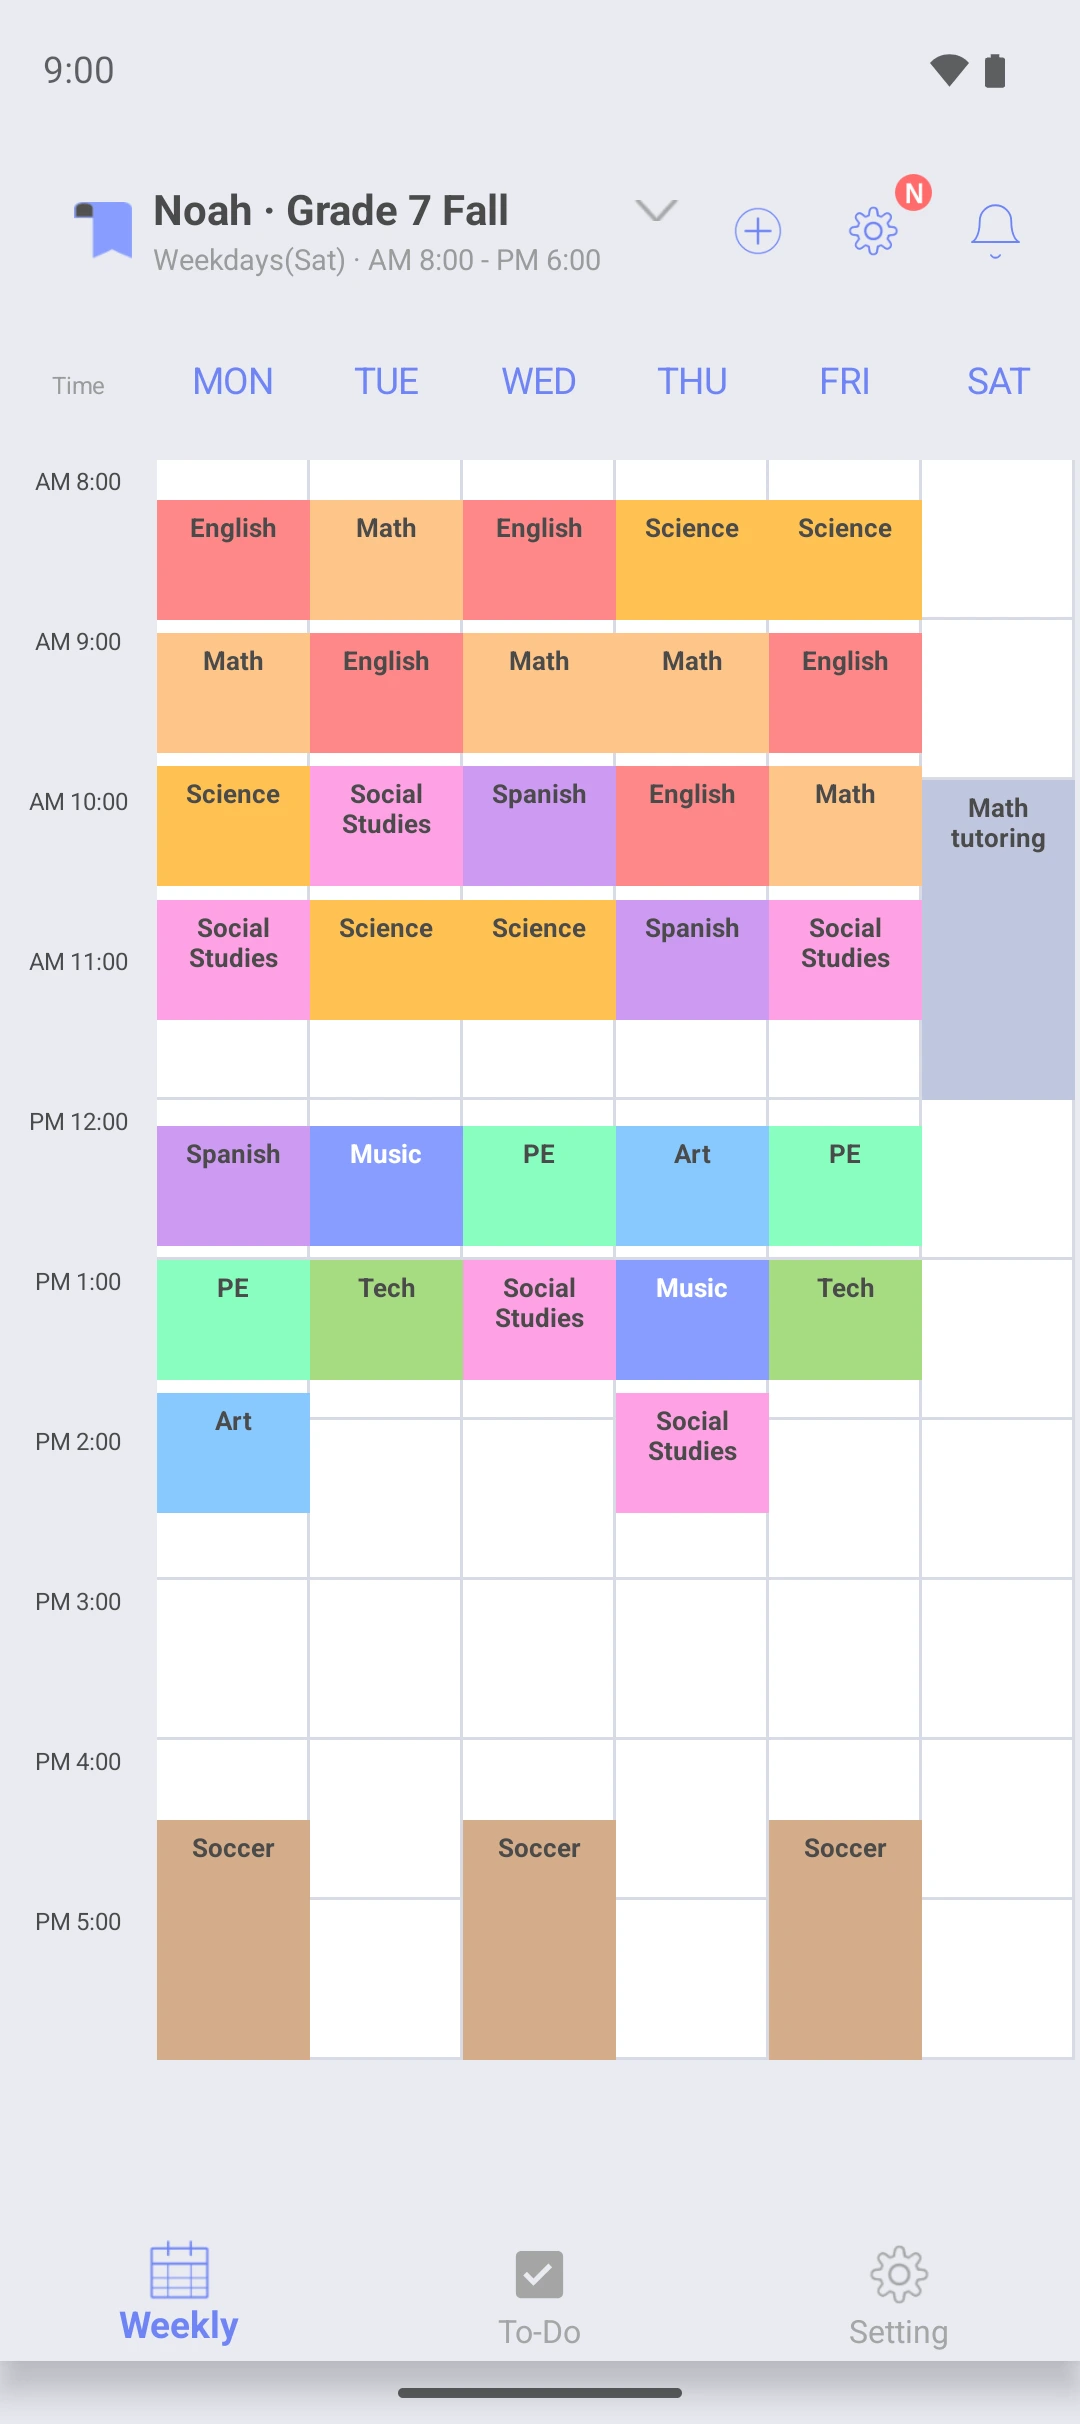 9:00
Noah · Grade 7 Fall
N
Weekdays(Sat) · AM 8:00 - PM 6:00
Time MON TUE WED THU FRI SAT
AM 8:00
English Math English Science Science
AM 9:00
Math English Math Math English
AM 10:00
Science Social Studies Spanish English Math Math tutoring
AM 11:00
Social Studies Science Science Spanish Social Studies
PM 12:00
Spanish Music PE Art PE
PM 1:00
PE Tech Social Studies Music Tech
PM 2:00
Art Social Studies
PM 3:00
PM 4:00
Soccer Soccer Soccer
PM 5:00
Weekly To-Do Setting